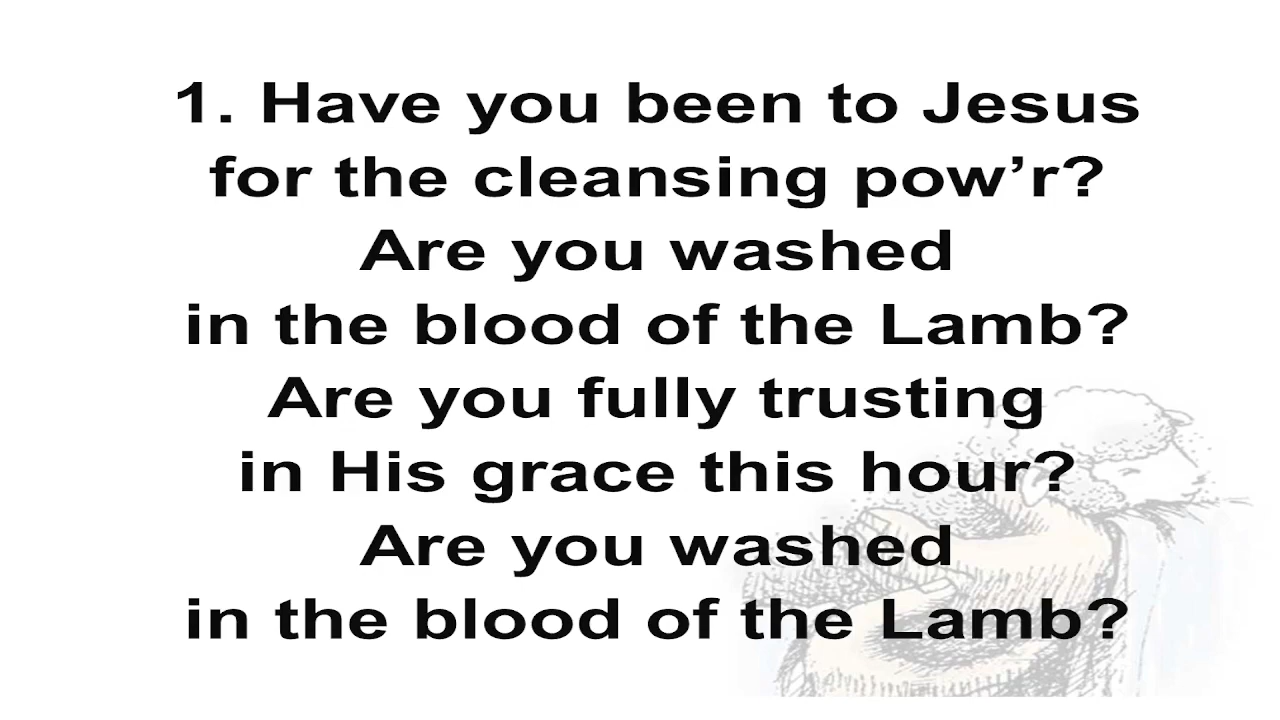 1. Have you been to Jesus
for the cleansing pow’r?
Are you washed
in the blood of the Lamb?
Are you fully trusting
in His grace this hour?
Are you washed
in the blood of the Lamb?